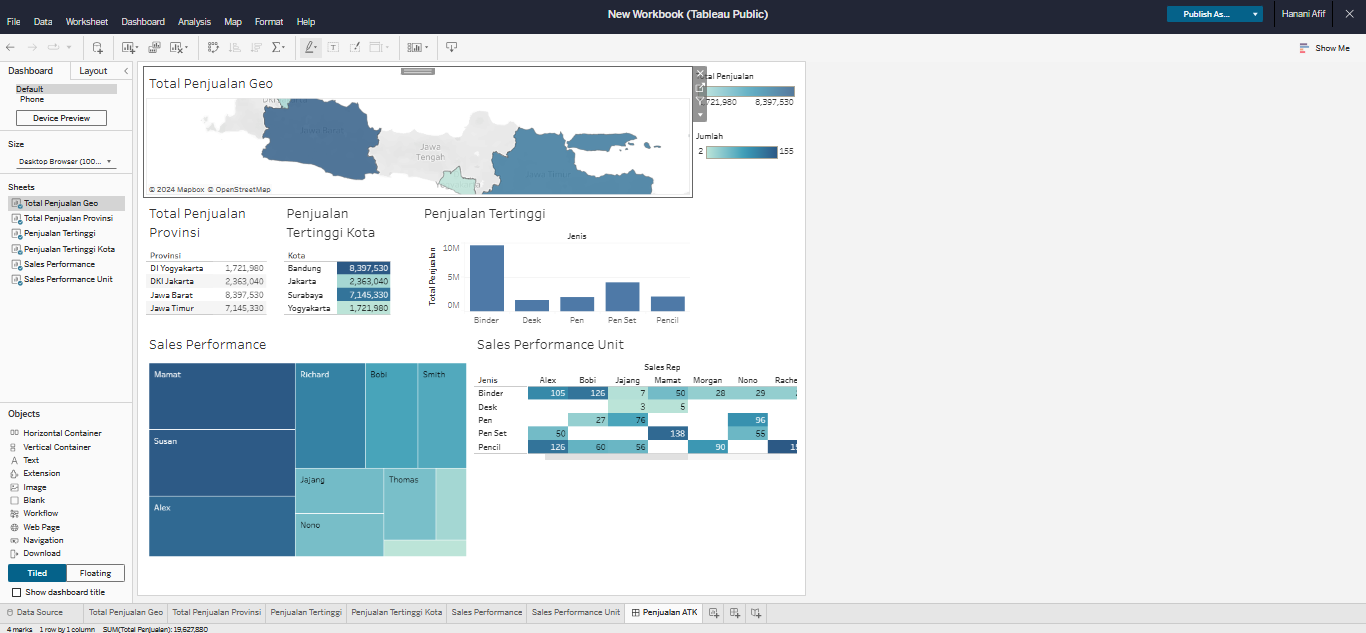 New Workbook (Tableau Public)
Publish As...
Hanani Afif
File Data Worksheet Dashboard Analysis Map Format Help
Show Me
Dashboard Layout
Default
Phone
Device Preview
Size
Desktop Browser (100...
Sheets
Total Penjualan Geo
Total Penjualan Provinsi
Penjualan Tertinggi
Penjualan Tertinggi Kota
Sales Performance
Sales Performance Unit
Objects
Horizontal Container
Vertical Container
Text
Extension
Image
Blank
Workflow
Web Page
Navigation
Download
Tiled Floating
Show dashboard title
Total Penjualan Geo
Jawa
Tengah
© 2024 Mapbox © OpenStreetMap
Penjualan
721,980 8,397,530
Jumlah
2 155
Total Penjualan
Provinsi
Provinsi
DI Yogyakarta 1,721,980
DKI Jakarta 2,363,040
Jawa Barat 8,397,530
Jawa Timur 7,145,330
Penjualan
Tertinggi Kota
Kota
Bandung 8,397,530
Jakarta 2,363,040
Surabaya 7,145,330
Yogyakarta 1,721,980
Penjualan Tertinggi
Jenis
Total Penjualan
10M
5M
0M
Binder Desk Pen Pen Set Pencil
Sales Performance
Mamat
Susan
Alex
Richard
Bobi
Smith
Jajang
Nono
Thomas
Sales Performance Unit
Sales Rep
Jenis Alex Bobi Jajang Mamat Morgan Nono Rache
Binder 105 126 7 50 28 29
Desk 3 5
Pen 27 76 96
Pen Set 50 138 55
Pencil 126 60 56 90
Data Source Total Penjualan Geo Total Penjualan Provinsi Penjualan Tertinggi Penjualan Tertinggi Kota Sales Performance Sales Performance Unit Penjualan ATK
4 marks 1 row by 1 column SUM(Total Penjualan): 19,627,880